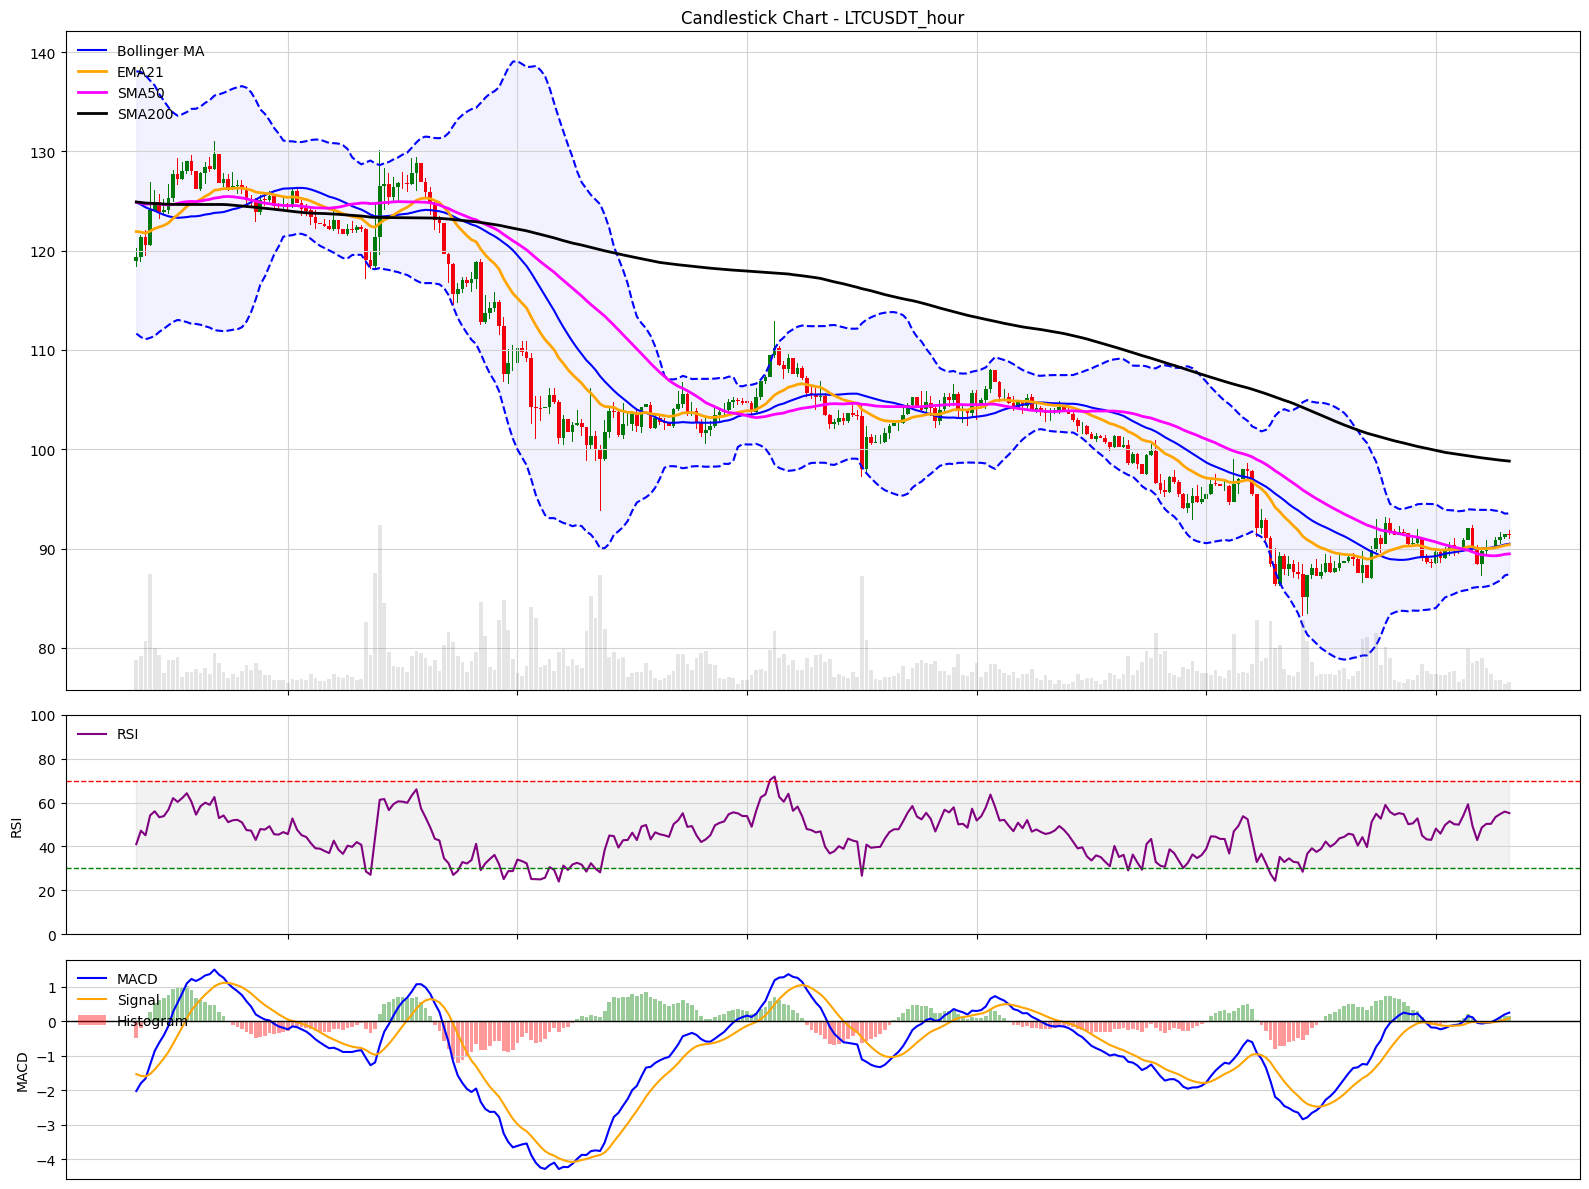 Candlestick Chart - LTCUSDT_hour
Bollinger MA
EMA21
SMA50
SMA200
140
130
120
110
100
90
80
RSI
100
80
60
40
20
0
RSI
MACD
Signal
Histogram
1
0
−1
−2
−3
−4
MACD